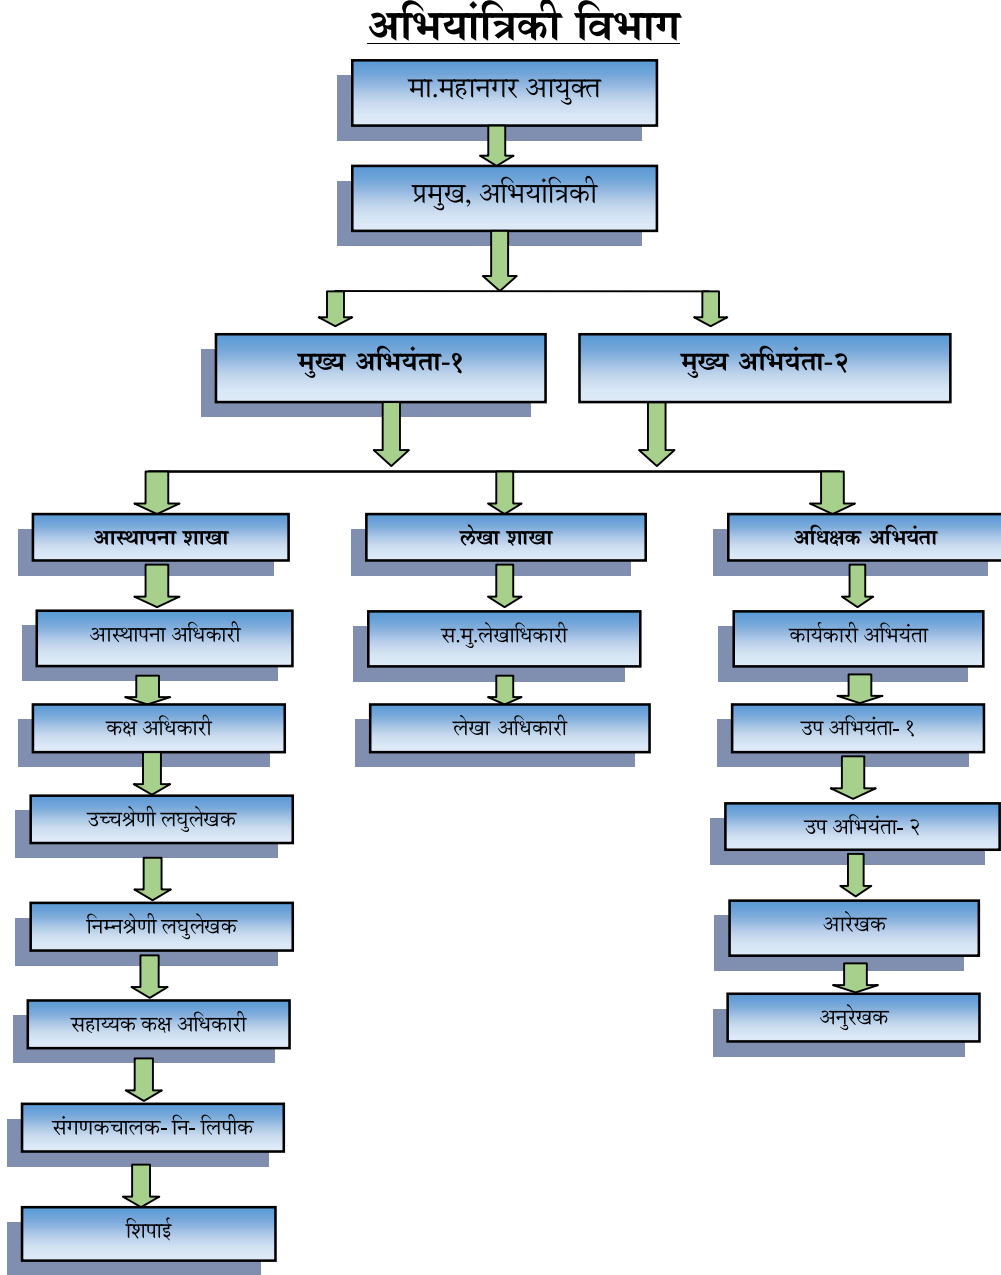 अभियांत्रिकी विभाग
मा.महानगर आयुक्त
प्रमुख, अभियांत्रिकी
मुख्य अभियंता-१
मुख्य अभियंता-२
आस्थापना शाखा
लेखा शाखा
अधिक्षक अभियंता
आस्थापना अधिकारी
स.मु.लेखाधिकारी
कार्यकारी अभियंता
कक्ष अधिकारी
लेखा अधिकारी
उप अभियंता- १
उच्चश्रेणी लघुलेखक
उप अभियंता- २
निम्नश्रेणी लघुलेखक
आरेखक
सहाय्यक कक्ष अधिकारी
अनुरेखक
संगणकचालक- नि- लिपीक
शिपाई